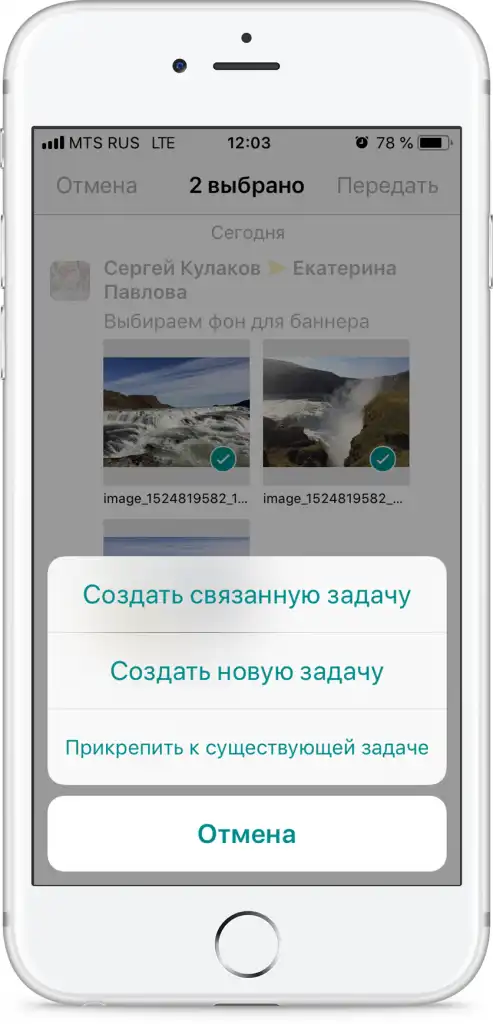 MTS RUS LTE 12:03 78 %
Отмена 2 выбрано Передать
Сегодня
Сергей Кулаков Екатерина
Павлова
Выбираем фон для баннера
image_1524819582_1... image_1524819582_...
Создать связанную задачу
Создать новую задачу
Прикрепить к существующей задаче
Отмена